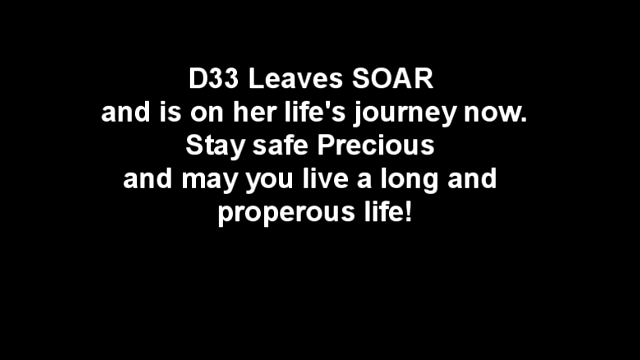 D33 Leaves SOAR
and is on her life's journey now.
Stay safe Precious
and may you live a long and
properous life!